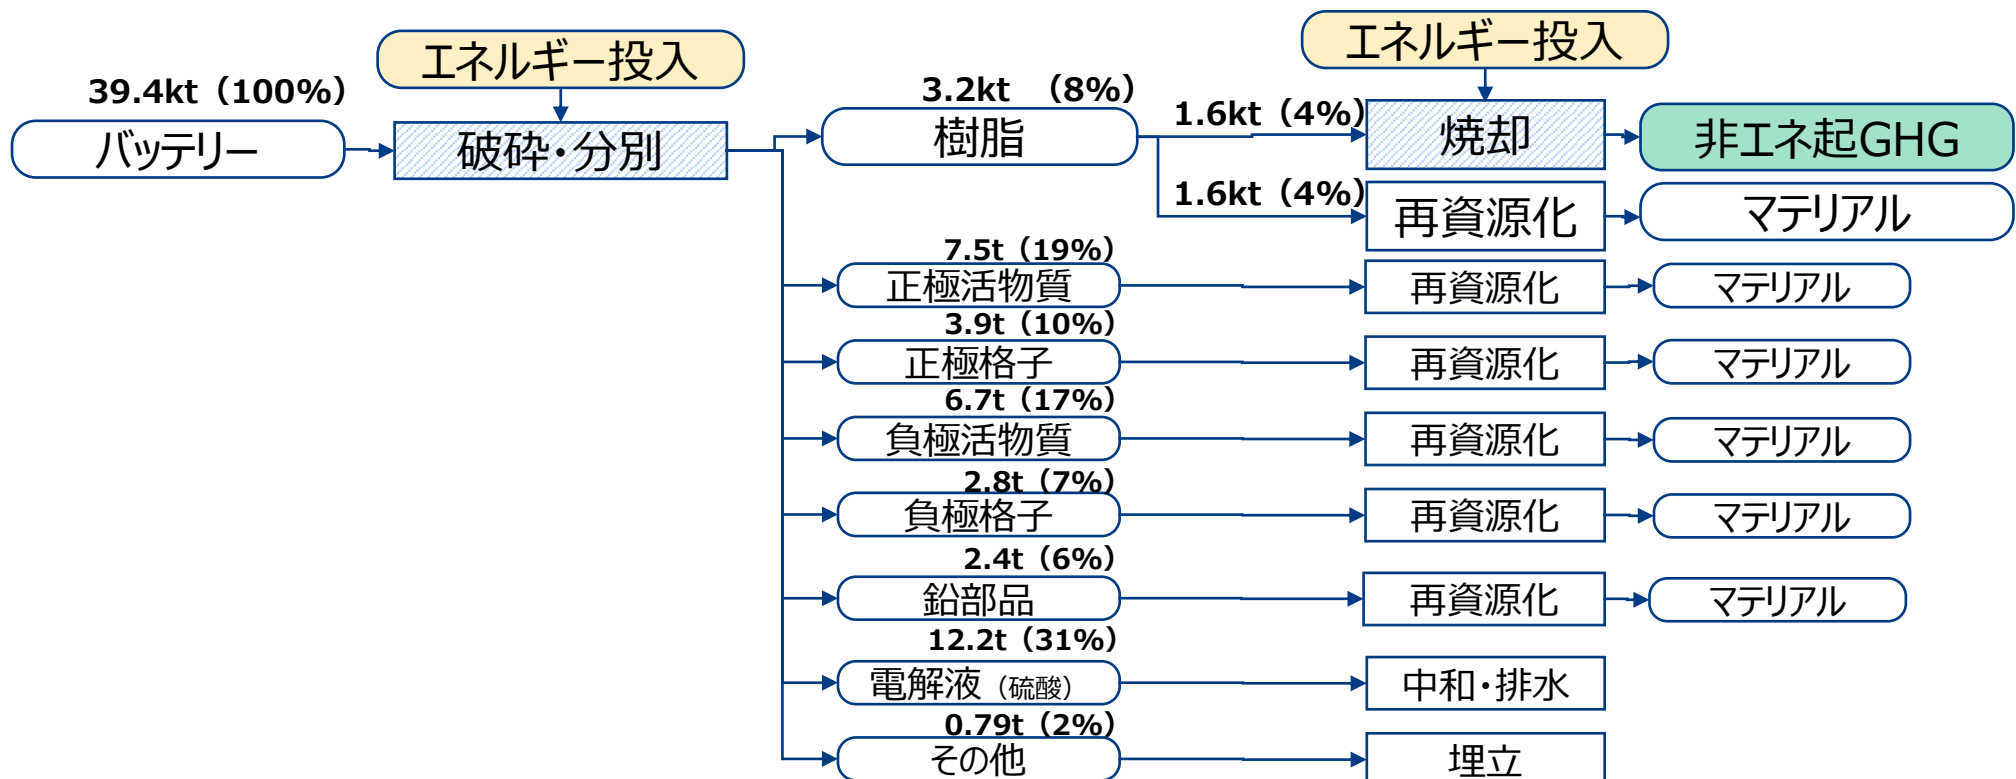 エネルギー投入
エネルギー投入
39.4kt（100%）
バッテリー
破砕・分別
3.2kt （8%）
樹脂
1.6kt（4%）
焼却
非エネ起GHG
1.6kt（4%）
再資源化
マテリアル
7.5t（19%）
正極活物質
再資源化
マテリアル
3.9t（10%）
正極格子
再資源化
マテリアル
6.7t（17%）
負極活物質
再資源化
マテリアル
2.8t（7%）
負極格子
再資源化
マテリアル
2.4t（6%）
鉛部品
再資源化
マテリアル
12.2t（31%）
電解液（硫酸）
中和・排水
0.79t（2%）
その他
埋立